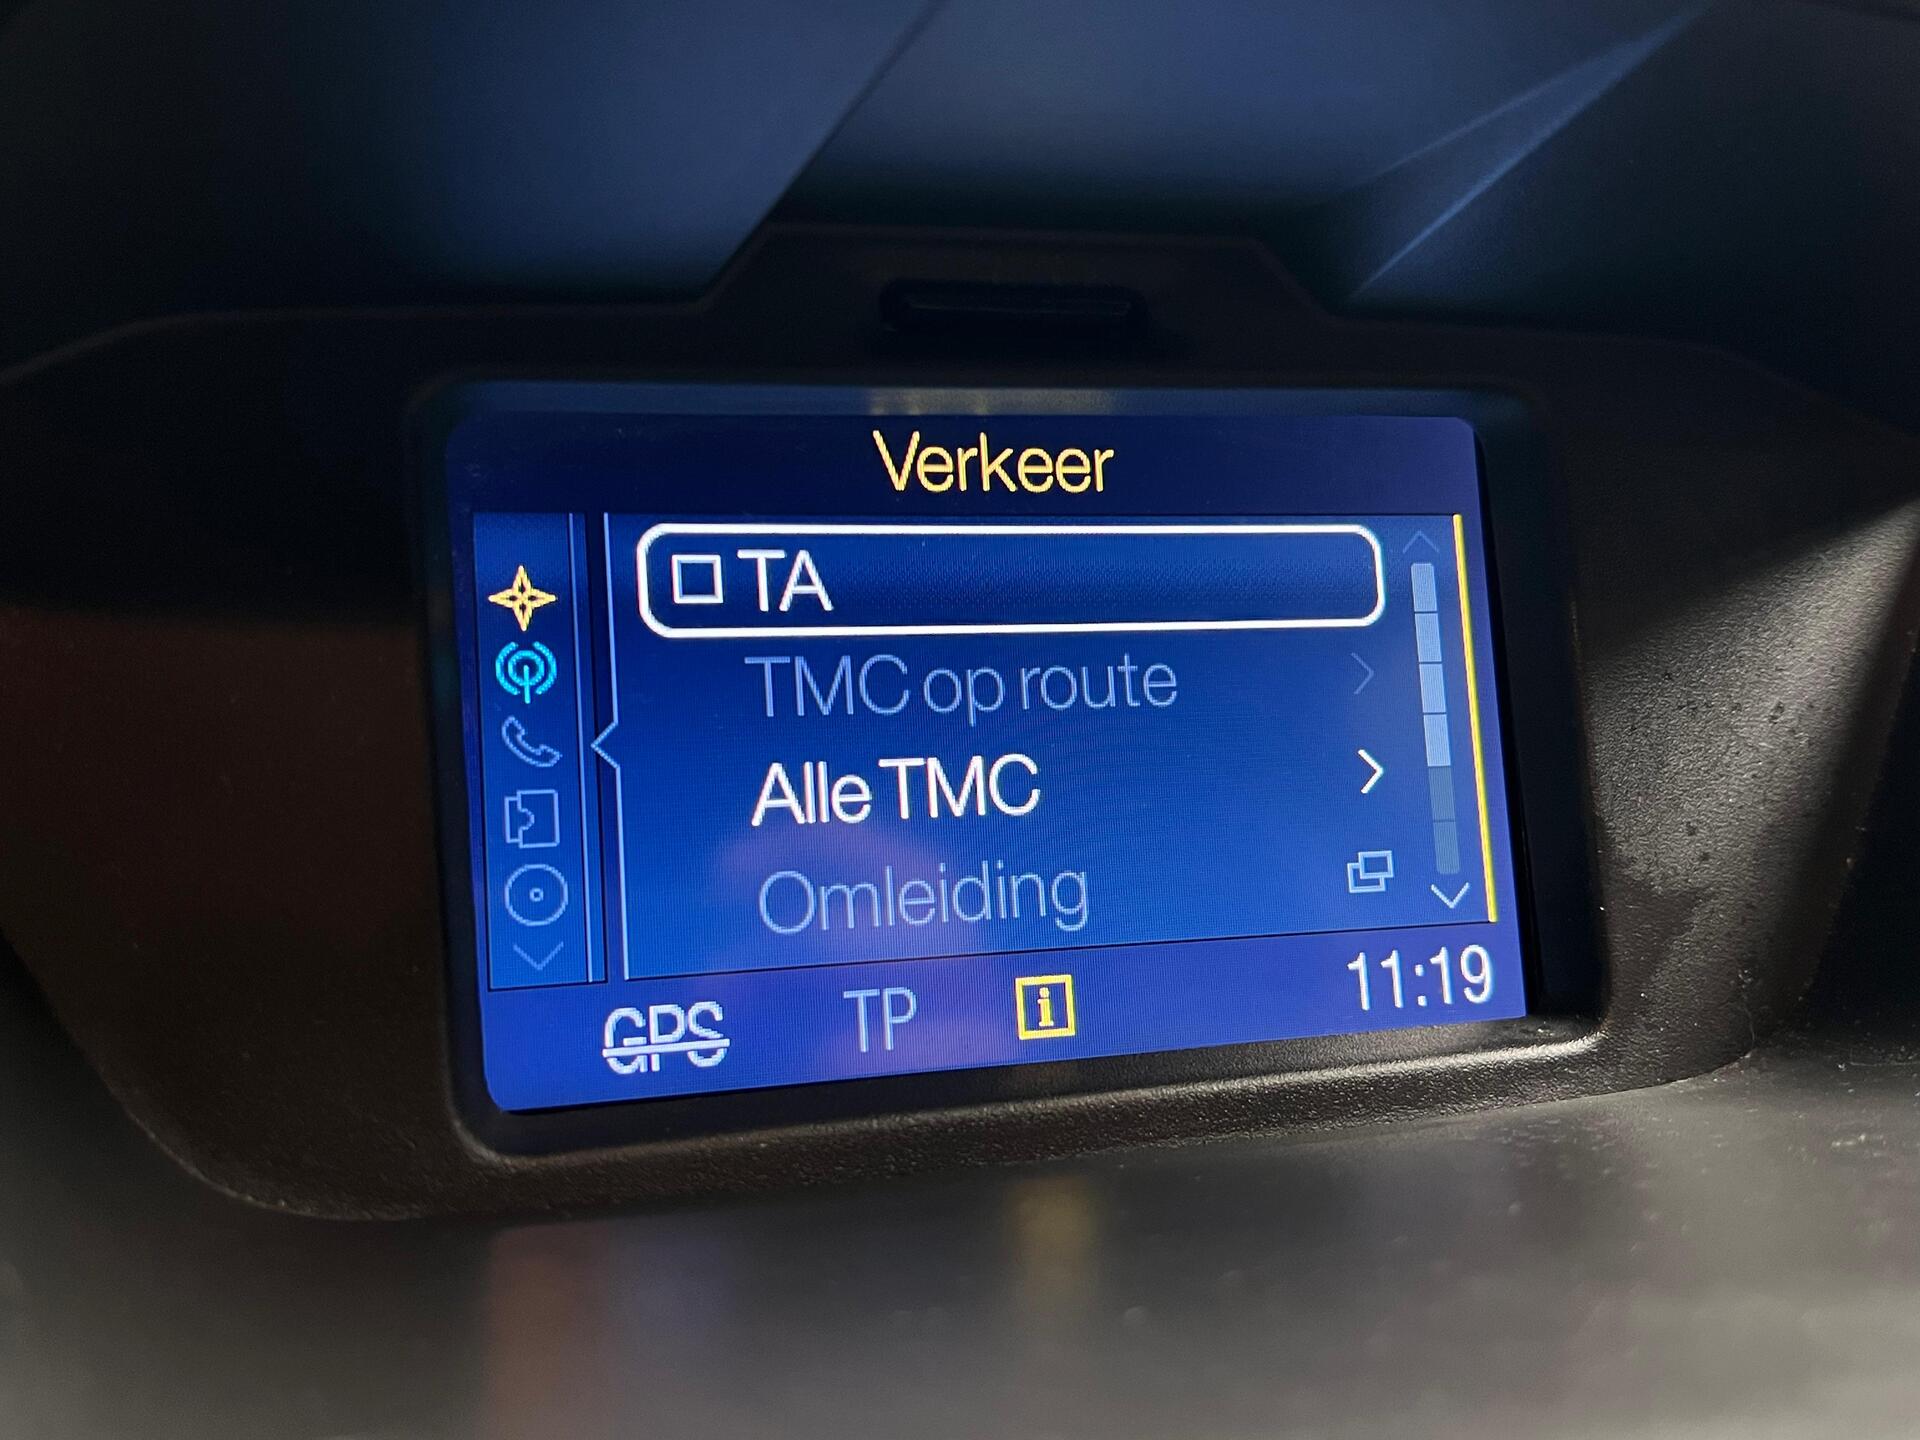 Verkeer
TA
TMC op route
Alle TMC
Omleiding
GPS TP i 11:19